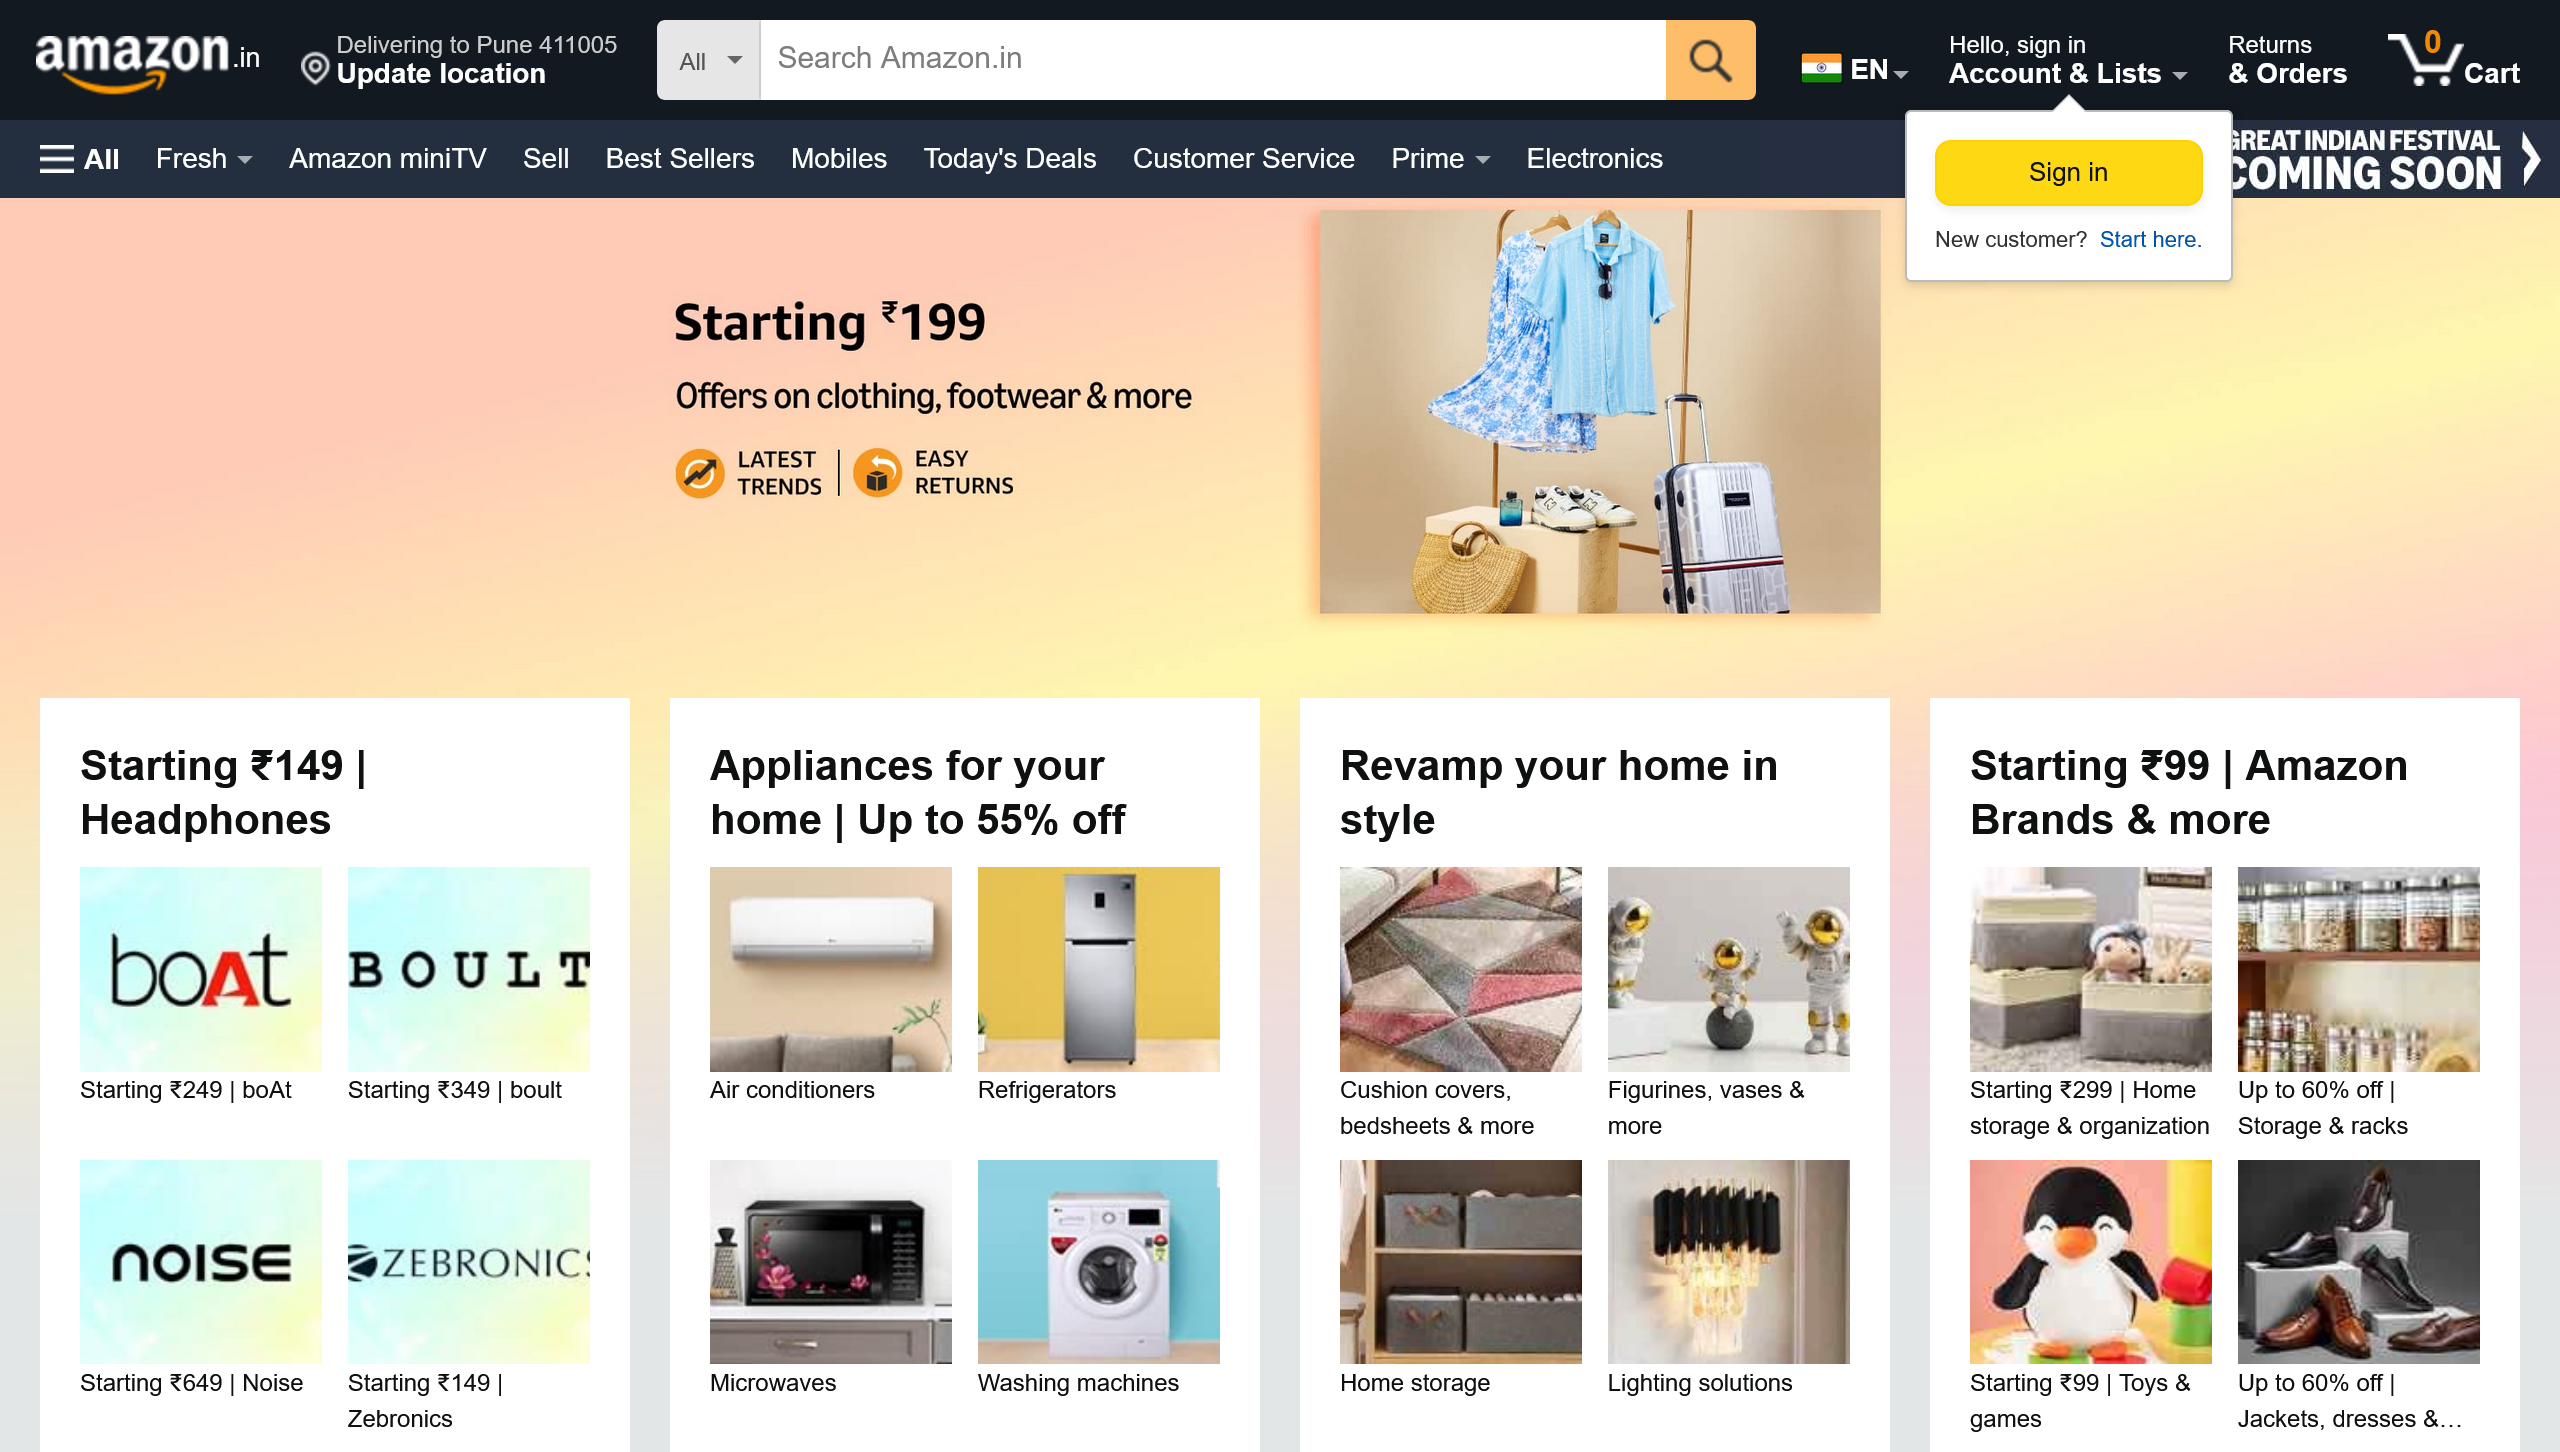 amazon.in
Delivering to Pune 411005
Update location
All
Search Amazon.in
EN
Hello, sign in
Account & Lists
Returns
& Orders
0
Cart
All
Fresh
Amazon miniTV
Sell
Best Sellers
Mobiles
Today's Deals
Customer Service
Prime
Electronics
GREAT INDIAN FESTIVAL
COMING SOON
Sign in
New customer? Start here.
Starting ₹199
Offers on clothing, footwear & more
LATEST
TRENDS
EASY
RETURNS
Starting ₹149 |
Headphones
boAt
BOULT
Starting ₹249 | boAt
Starting ₹349 | boult
NOISE
ZEBRONICS
Starting ₹649 | Noise
Starting ₹149 |
Zebronics
Appliances for your
home | Up to 55% off
Air conditioners
Refrigerators
Microwaves
Washing machines
Revamp your home in
style
Cushion covers,
bedsheets & more
Figurines, vases &
more
Home storage
Lighting solutions
Starting ₹99 | Amazon
Brands & more
Starting ₹299 | Home
storage & organization
Up to 60% off |
Storage & racks
Starting ₹99 | Toys &
games
Up to 60% off |
Jackets, dresses &…